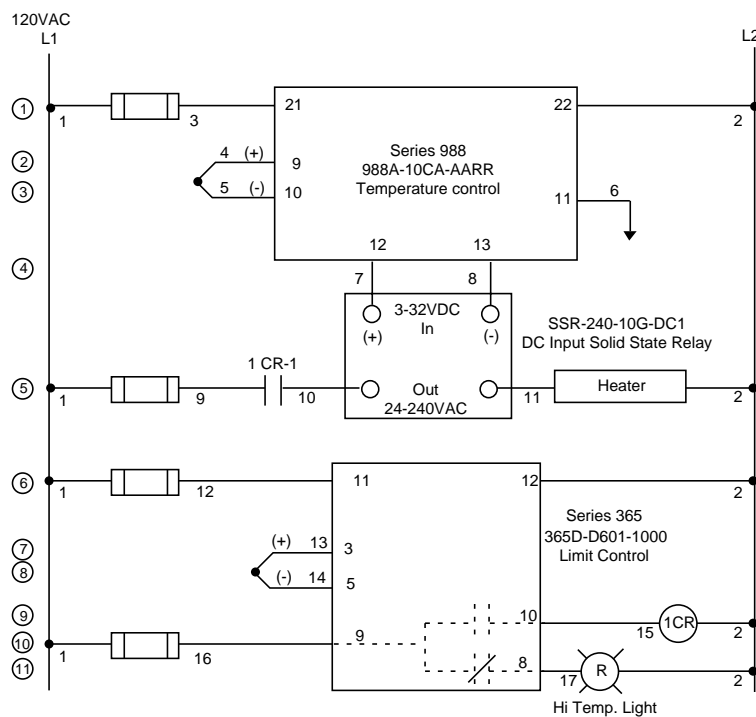 120VAC
L1
L2
1
1
3
21
22
2
2
4 (+)
9
Series 988
988A-10CA-AARR
Temperature control
3
5 (-)
10
11
6
12
13
4
7
8
3-32VDC
In
(+)
(-)
SSR-240-10G-DC1
DC Input Solid State Relay
1 CR-1
5
1
9
10
Out
24-240VAC
11
Heater
2
6
1
12
11
12
2
Series 365
365D-D601-1000
Limit Control
7
(+) 13
3
8
(-) 14
5
9
10
15
1CR
2
10
1
16
9
11
8
17
R
2
Hi Temp. Light